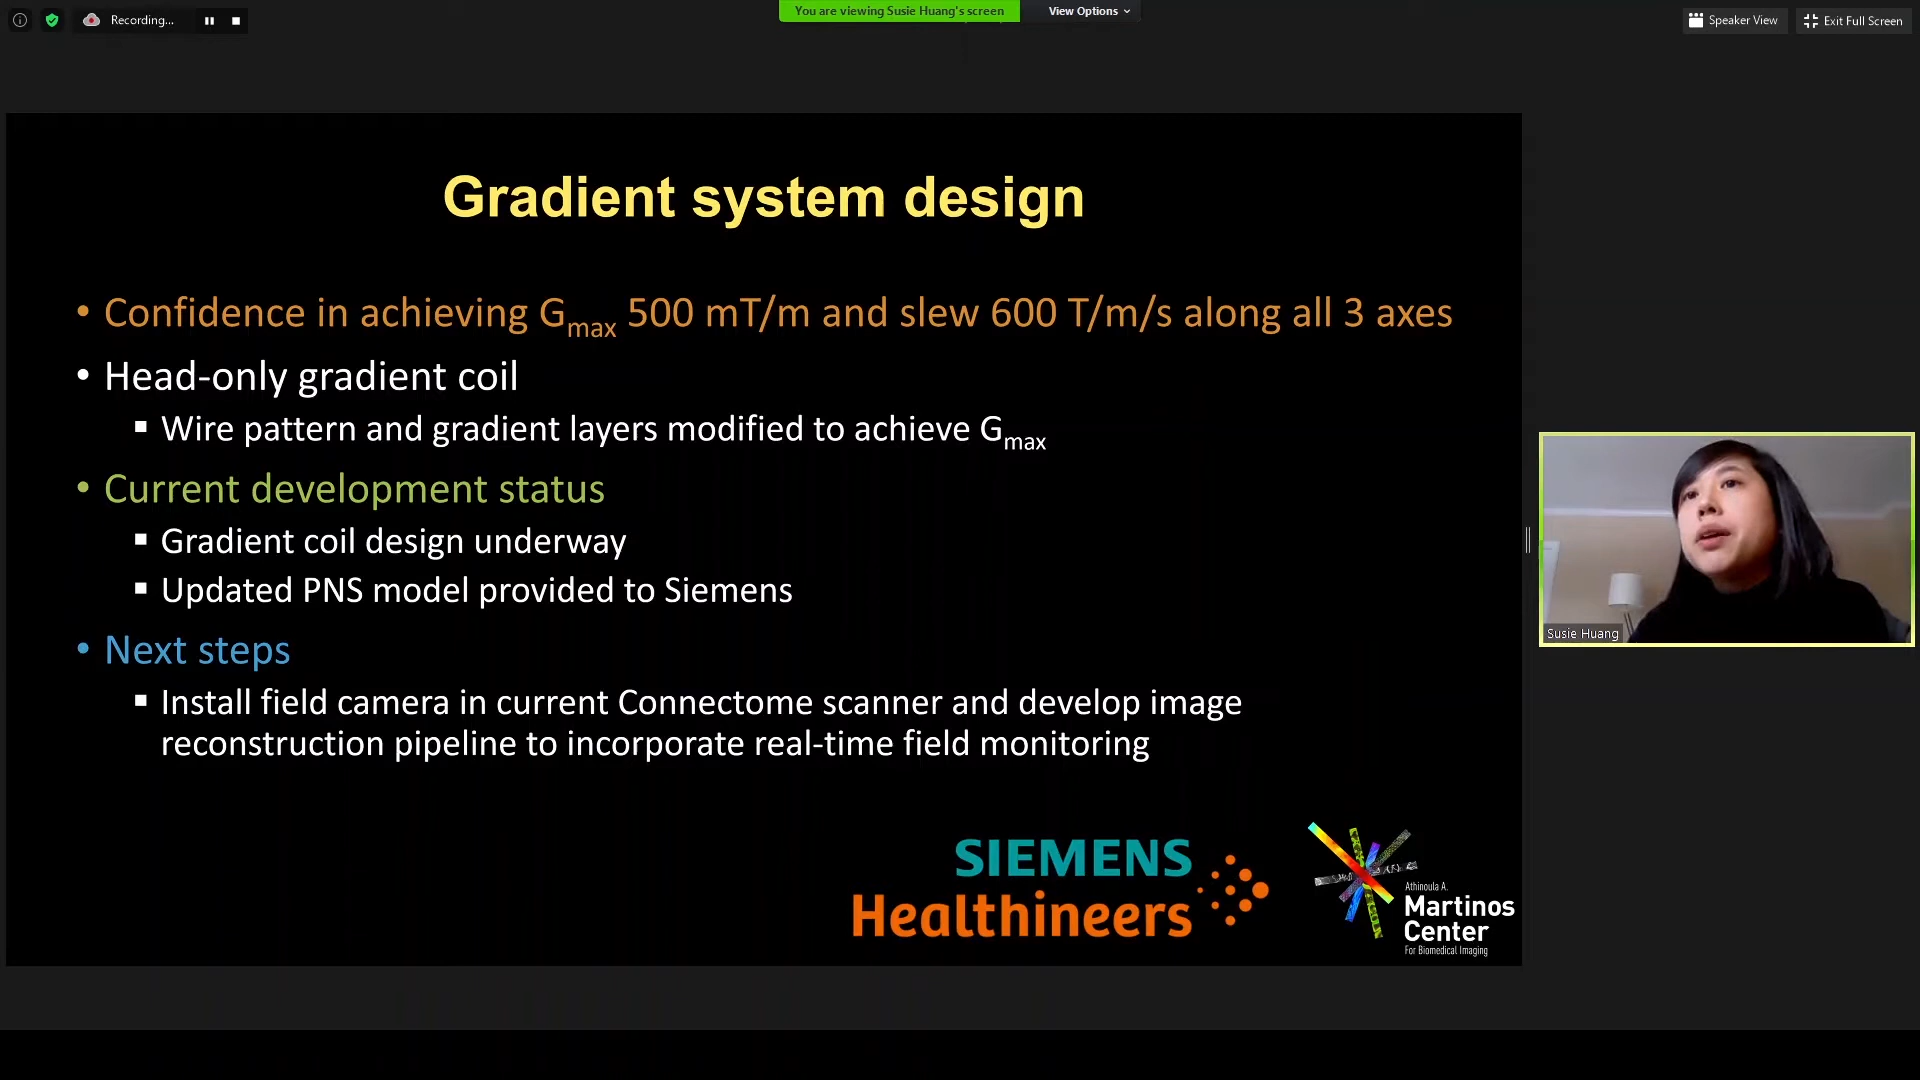 Recording...
You are viewing Susie Huang's screen
View Options
Speaker View
Exit Full Screen
Gradient system design
• Confidence in achieving Gmax 500 mT/m and slew 600 T/m/s along all 3 axes
• Head-only gradient coil
▪ Wire pattern and gradient layers modified to achieve Gmax
• Current development status
▪ Gradient coil design underway
▪ Updated PNS model provided to Siemens
• Next steps
▪ Install field camera in current Connectome scanner and develop image
reconstruction pipeline to incorporate real-time field monitoring
Susie Huang
SIEMENS
Healthineers
Athinoula A.
Martinos
Center
For Biomedical Imaging